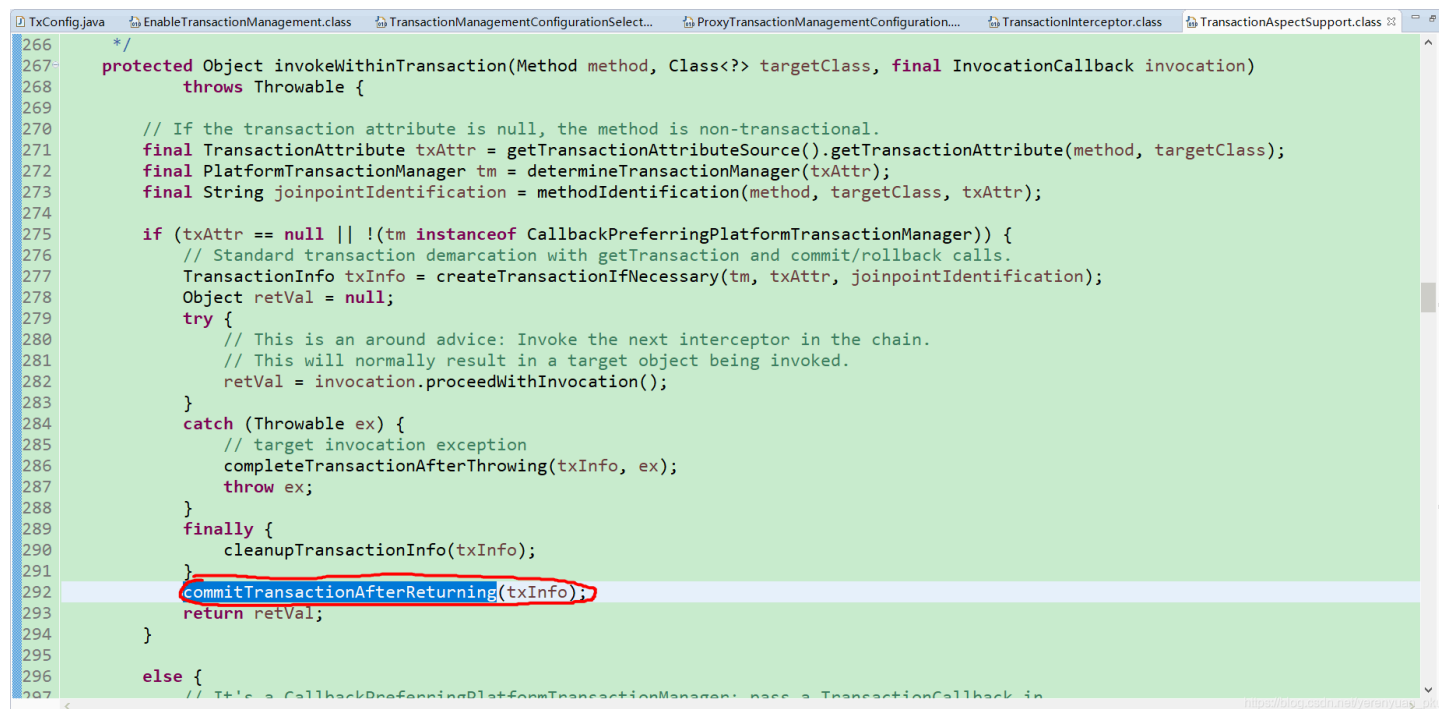 TxConfig.java EnableTransactionManagement.class TransactionManagementConfigurationSelect... ProxyTransactionManagementConfiguration.... TransactionInterceptor.class TransactionAspectSupport.class
266 */
267 protected Object invokeWithinTransaction(Method method, Class<?> targetClass, final InvocationCallback invocation)
268 throws Throwable {
269
270 // If the transaction attribute is null, the method is non-transactional.
271 final TransactionAttribute txAttr = getTransactionAttributeSource().getTransactionAttribute(method, targetClass);
272 final PlatformTransactionManager tm = determineTransactionManager(txAttr);
273 final String joinpointIdentification = methodIdentification(method, targetClass, txAttr);
274
275 if (txAttr == null || !(tm instanceof CallbackPreferringPlatformTransactionManager)) {
276 // Standard transaction demarcation with getTransaction and commit/rollback calls.
277 TransactionInfo txInfo = createTransactionIfNecessary(tm, txAttr, joinpointIdentification);
278 Object retVal = null;
279 try {
280 // This is an around advice: Invoke the next interceptor in the chain.
281 // This will normally result in a target object being invoked.
282 retVal = invocation.proceedWithInvocation();
283 }
284 catch (Throwable ex) {
285 // target invocation exception
286 completeTransactionAfterThrowing(txInfo, ex);
287 throw ex;
288 }
289 finally {
290 cleanupTransactionInfo(txInfo);
291 }
292 commitTransactionAfterReturning(txInfo);
293 return retVal;
294 }
295
296 else {
297 // It's a CallbackPreferringPlatformTransactionManager: pass a TransactionCallback in.